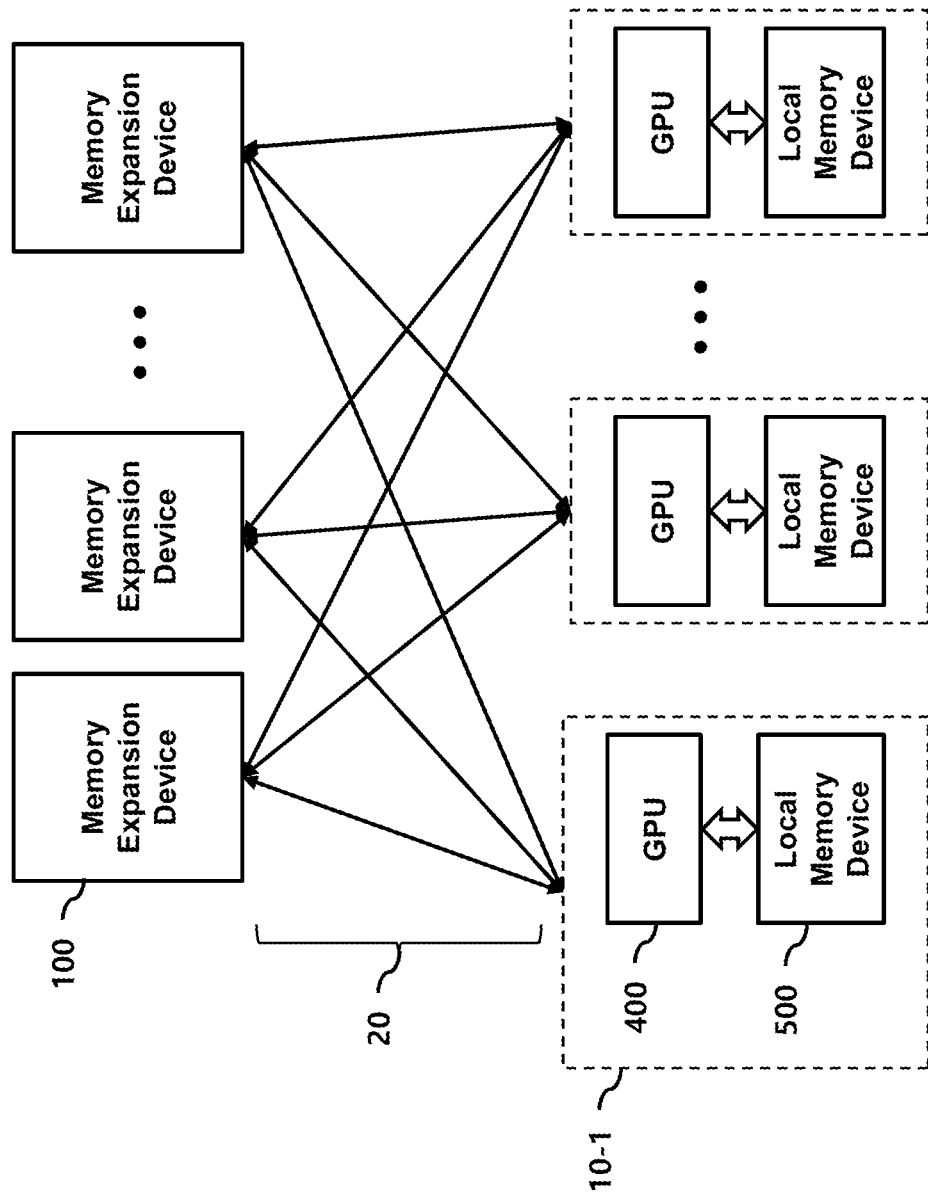 Memory
Expansion
Device
Memory
Expansion
Device
Memory
Expansion
Device
100
20
GPU
Local
Memory
Device
GPU
Local
Memory
Device
GPU
Local
Memory
Device
400
500
10-1